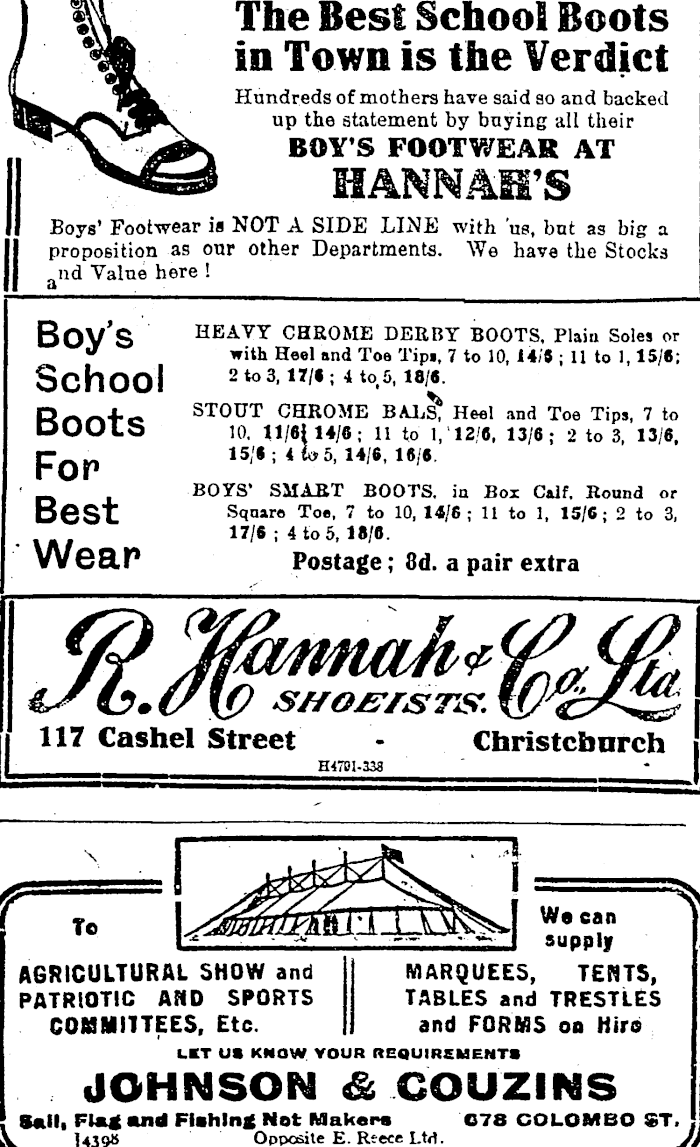 The Best School Boots
in Town is the Verdict
Hundreds of mothers have said so and backed
up the statement by buying all their
BOY'S FOOTWEAR AT
HANNAH'S
Boys' Footwear is NOT A SIDE LINE with 'us, but as big a
proposition as our other Departments. We have the Stocks
and Value here !
Boy's
School
Boots
For
Best
Wear
HEAVY CHROME DERBY BOOTS, Plain Soles or
with Heel and Toe Tips, 7 to 10, 14/6 ; 11 to 1, 15/6;
2 to 3, 17/6 ; 4 to 5, 18/6.
STOUT CHROME BALS, Heel and Toe Tips, 7 to
10, 11/6; 14/6 ; 11 to 1, 12/6, 13/6 ; 2 to 3, 13/6,
15/6 ; 4 to 5, 14/6, 16/6.
BOYS' SMART BOOTS, in Box Calf, Round or
Square Toe, 7 to 10, 14/6 ; 11 to 1, 15/6 ; 2 to 3,
17/6 ; 4 to 5, 18/6.
Postage ; 8d. a pair extra
R. Hannah & Co., Ltd
SHOEISTS.
117 Cashel Street - Christchurch
H4791-338
To
We can
supply
AGRICULTURAL SHOW and
PATRIOTIC AND SPORTS
COMMITTEES, Etc.
MARQUEES, TENTS,
TABLES and TRESTLES
and FORMS on Hire
LET US KNOW YOUR REQUIREMENTS
JOHNSON & COUZINS
Sail, Flag and Fishing Net Makers 678 COLOMBO ST.
J4398 Opposite E. Reece Ltd.